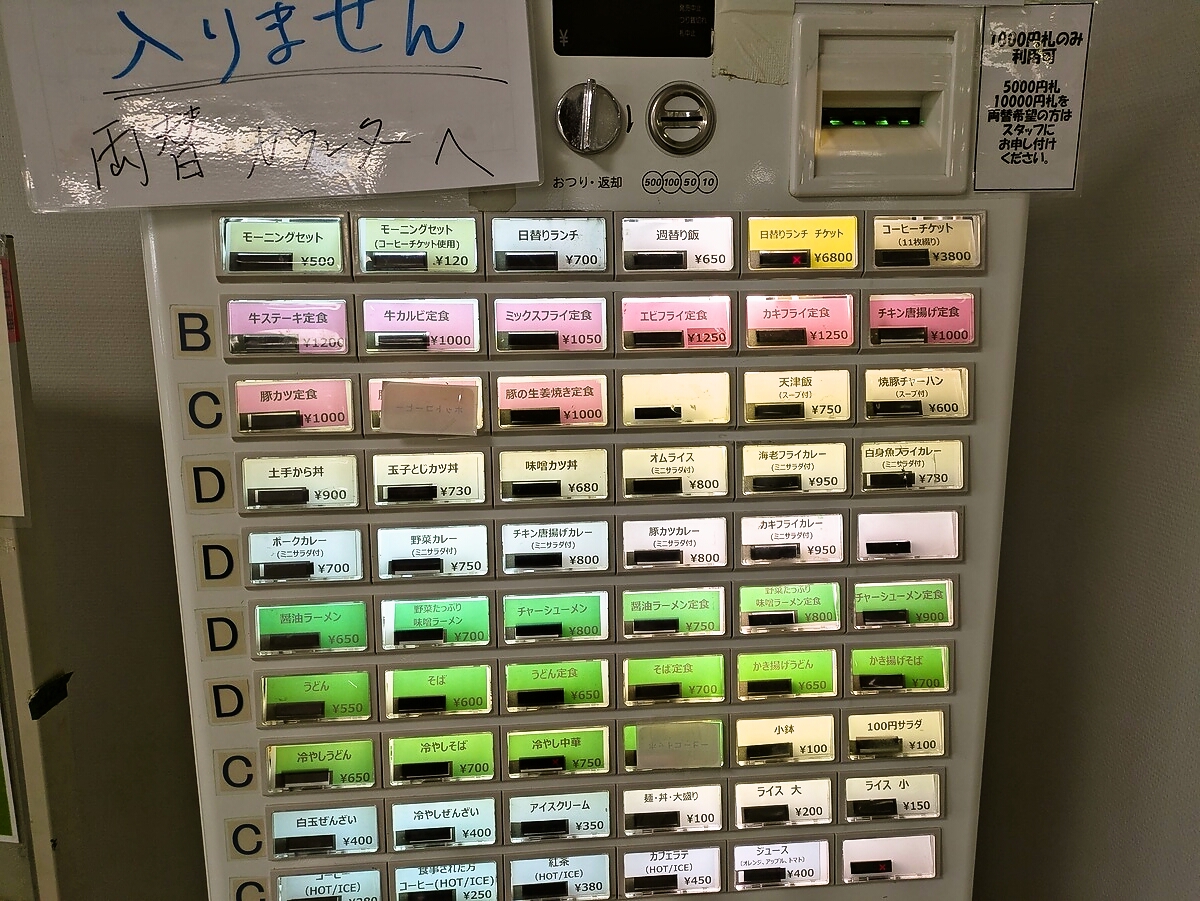 入りません
両替 カウンターへ
¥
1000円札のみ
利用可
5000円札
10000円札を
両替希望の方は
スタッフに
お申し付け
ください。
おつり・返却
500 100 50 10
モーニングセット
¥500
モーニングセット
(コーヒーチケット使用)
¥120
日替りランチ
¥700
週替り飯
¥650
日替りランチ チケット
¥6800
コーヒーチケット
(11枚綴り)
¥3800
B
牛ステーキ定食
¥1200
牛カルビ定食
¥1000
ミックスフライ定食
¥1050
エビフライ定食
¥1250
カキフライ定食
¥1250
チキン唐揚げ定食
¥1000
C
豚カツ定食
¥1000
豚の生姜焼き定食
¥1000
天津飯
(スープ付)
¥750
焼豚チャーハン
(スープ付)
¥600
D
土手から丼
¥900
玉子とじカツ丼
¥730
味噌カツ丼
¥680
オムライス
(ミニサラダ付)
¥800
海老フライカレー
(ミニサラダ付)
¥950
白身魚フライカレー
(ミニサラダ付)
¥780
D
ポークカレー
(ミニサラダ付)
¥700
野菜カレー
(ミニサラダ付)
¥750
チキン唐揚げカレー
(ミニサラダ付)
¥800
豚カツカレー
(ミニサラダ付)
¥800
カキフライカレー
(ミニサラダ付)
¥950
D
醤油ラーメン
¥650
野菜たっぷり
味噌ラーメン
¥700
チャーシューメン
¥800
醤油ラーメン定食
¥750
野菜たっぷり
味噌ラーメン定食
¥800
チャーシューメン定食
¥900
D
うどん
¥550
そば
¥600
うどん定食
¥650
そば定食
¥700
かき揚げうどん
¥650
かき揚げそば
¥700
C
冷やしうどん
¥650
冷やしそば
¥700
冷やし中華
¥750
小鉢
¥100
100円サラダ
¥100
C
白玉ぜんざい
¥400
冷やしぜんざい
¥400
アイスクリーム
¥350
麺・丼・大盛り
¥100
ライス 大
¥200
ライス 小
¥150
C
コーヒー
(HOT/ICE)
食事された方
コーヒー(HOT/ICE)
¥250
紅茶
(HOT/ICE)
¥380
カフェラテ
(HOT/ICE)
¥450
ジュース
(オレンジ、アップル、トマト)
¥400